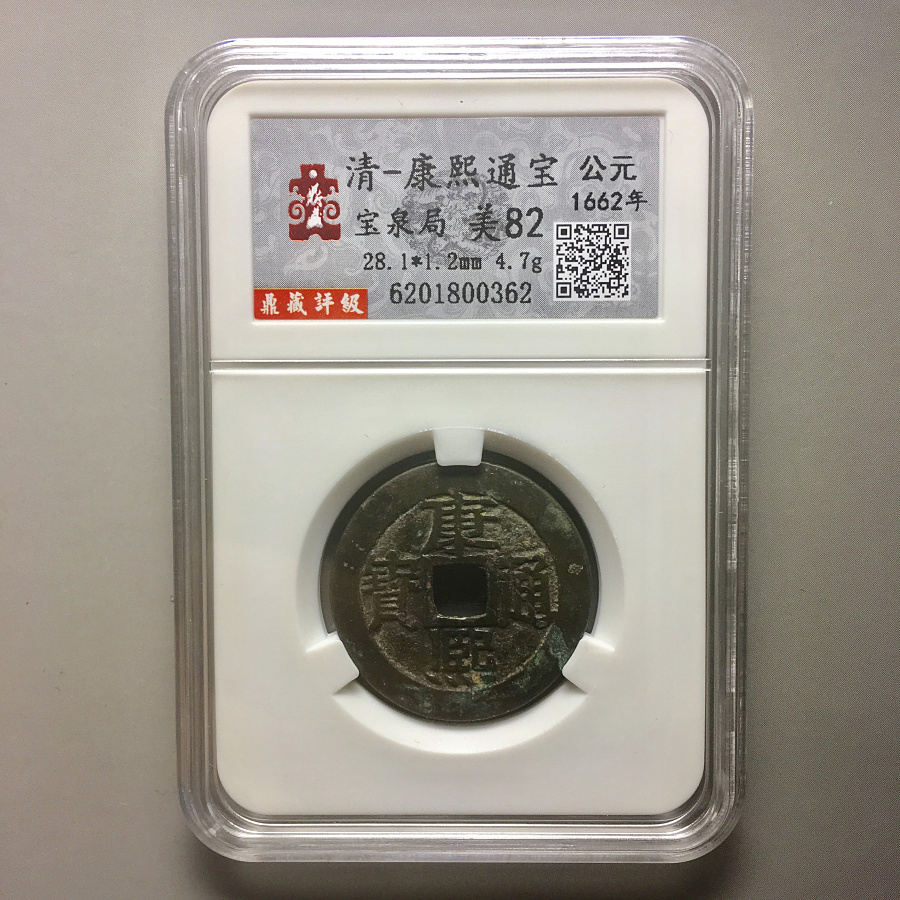 清-康熙通宝 公元
1662年
宝泉局 美82
28.1*1.2mm 4.7g
鼎藏評級 6201800362
康
寶 通
熙